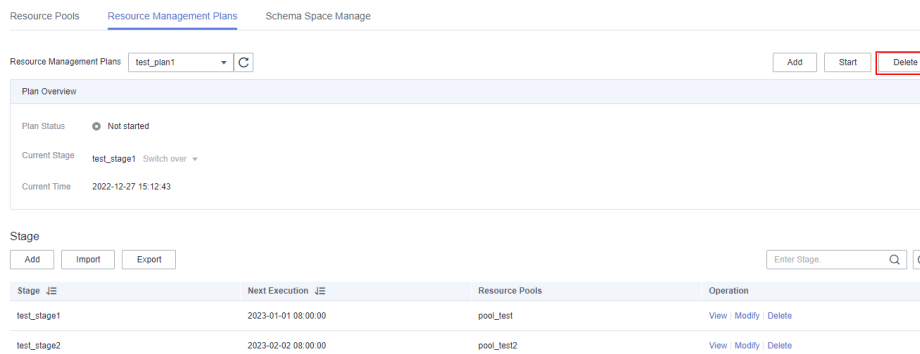 Resource Pools Resource Management Plans Schema Space Manage
Resource Management Plans test_plan1 Add Start Delete
Plan Overview
Plan Status Not started
Current Stage test_stage1 Switch over
Current Time 2022-12-27 15:12:43
Stage
Add Import Export Enter Stage.
Stage Next Execution Resource Pools Operation
test_stage1 2023-01-01 08:00:00 pool_test View Modify Delete
test_stage2 2023-02-02 08:00:00 pool_test2 View Modify Delete